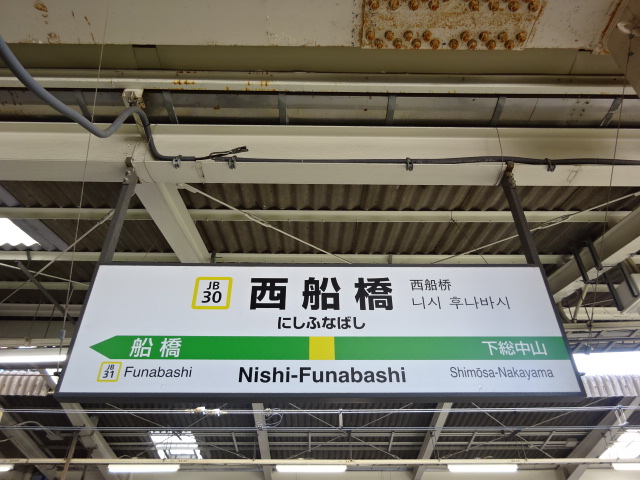 JB
30
西船橋
西船桥
니시 후나바시
にしふなばし
船橋
下総中山
JB
31
Funabashi
Nishi-Funabashi
Shimōsa-Nakayama